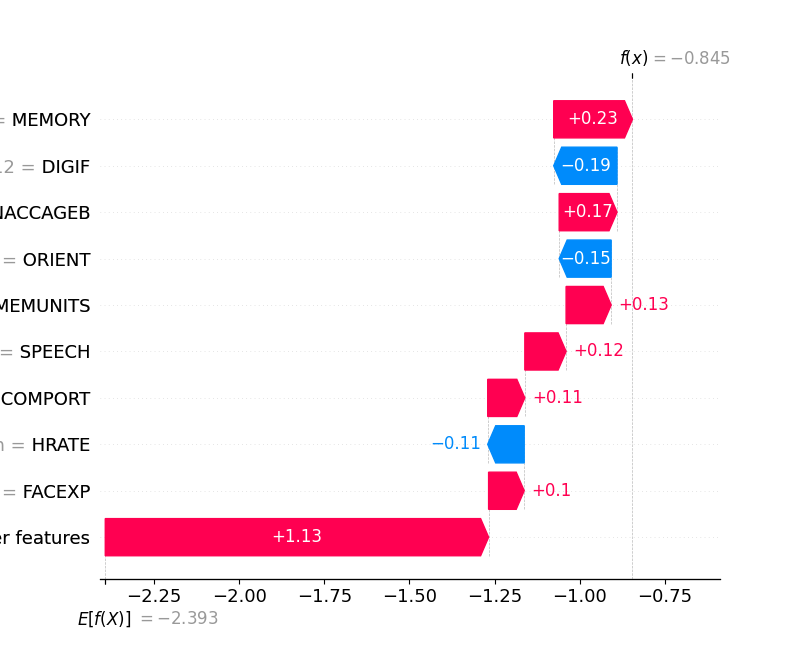 f(x) = −0.845
= MEMORY +0.23
12 = DIGIF −0.19
NACCAGEB +0.17
= ORIENT −0.15
MEMUNITS +0.13
= SPEECH +0.12
COMPORT +0.11
= HRATE −0.11
= FACEXP +0.1
features +1.13
−2.25 −2.00 −1.75 −1.50 −1.25 −1.00 −0.75
E[f(X)] = −2.393